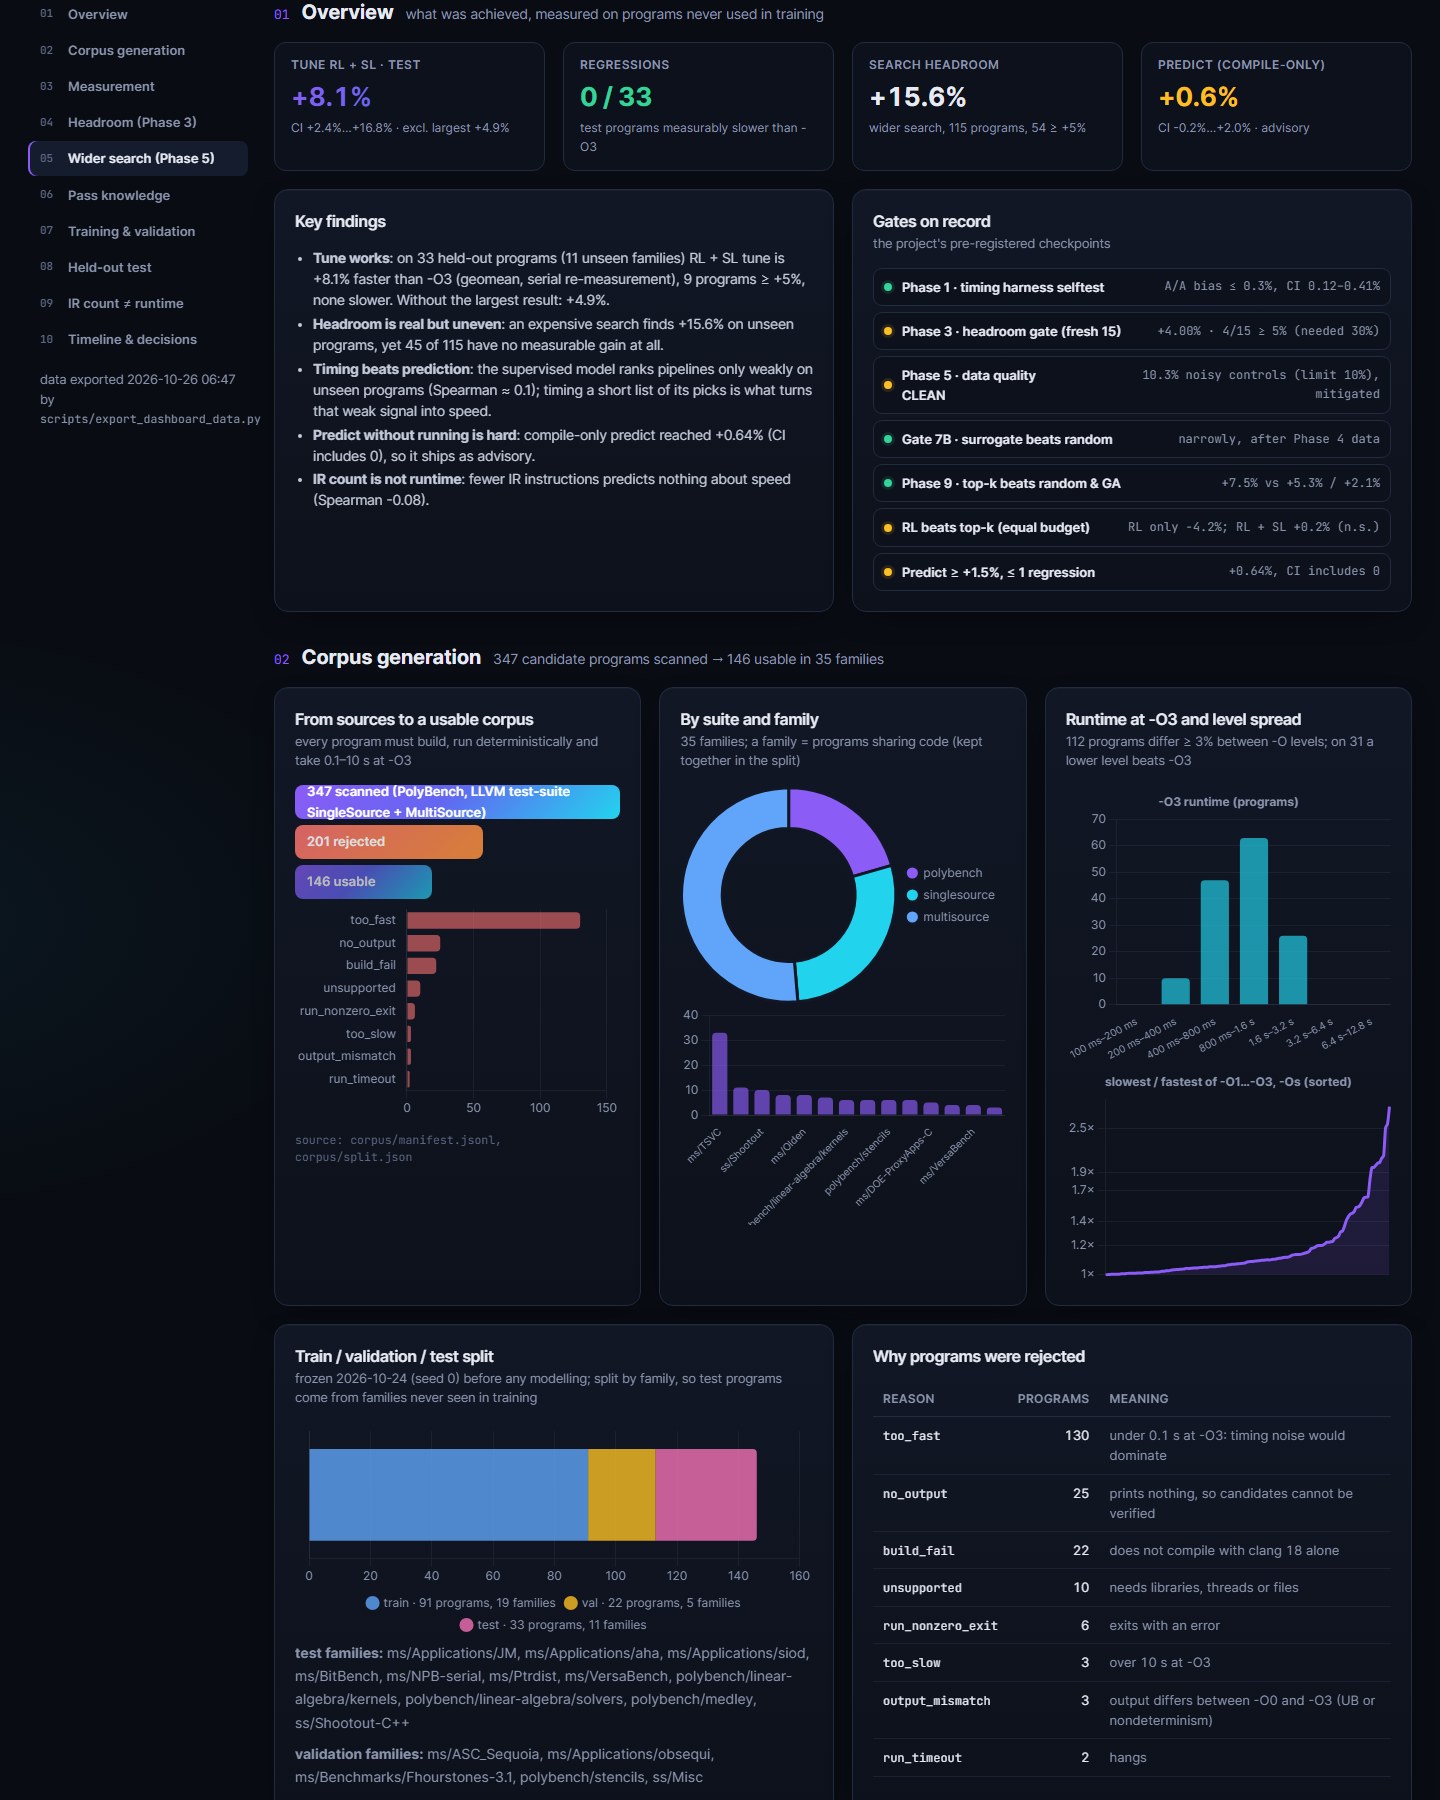 01 Overview
02 Corpus generation
03 Measurement
04 Headroom (Phase 3)
05 Wider search (Phase 5)
06 Pass knowledge
07 Training & validation
08 Held-out test
09 IR count ≠ runtime
10 Timeline & decisions
data exported 2026-10-26 06:47
by
scripts/export_dashboard_data.py
01 Overview what was achieved, measured on programs never used in training
TUNE RL + SL · TEST
+8.1%
CI +2.4%…+16.8% · excl. largest +4.9%
REGRESSIONS
0 / 33
test programs measurably slower than -
O3
SEARCH HEADROOM
+15.6%
wider search, 115 programs, 54 ≥ +5%
PREDICT (COMPILE-ONLY)
+0.6%
CI -0.2%…+2.0% · advisory
Key findings
• Tune works: on 33 held-out programs (11 unseen families) RL + SL tune is
+8.1% faster than -O3 (geomean, serial re-measurement), 9 programs ≥ +5%,
none slower. Without the largest result: +4.9%.
• Headroom is real but uneven: an expensive search finds +15.6% on unseen
programs, yet 45 of 115 have no measurable gain at all.
• Timing beats prediction: the supervised model ranks pipelines only weakly on
unseen programs (Spearman ≈ 0.1); timing a short list of its picks is what turns
that weak signal into speed.
• Predict without running is hard: compile-only predict reached +0.64% (CI
includes 0), so it ships as advisory.
• IR count is not runtime: fewer IR instructions predicts nothing about speed
(Spearman -0.08).
Gates on record
the project's pre-registered checkpoints
Phase 1 · timing harness selftest A/A bias ≤ 0.3%, CI 0.12–0.41%
Phase 3 · headroom gate (fresh 15) +4.00% · 4/15 ≥ 5% (needed 30%)
Phase 5 · data quality 10.3% noisy controls (limit 10%),
CLEAN mitigated
Gate 7B · surrogate beats random narrowly, after Phase 4 data
Phase 9 · top-k beats random & GA +7.5% vs +5.3% / +2.1%
RL beats top-k (equal budget) RL only -4.2%; RL + SL +0.2% (n.s.)
Predict ≥ +1.5%, ≤ 1 regression +0.64%, CI includes 0
02 Corpus generation 347 candidate programs scanned → 146 usable in 35 families
From sources to a usable corpus
every program must build, run deterministically and
take 0.1–10 s at -O3
347 scanned (PolyBench, LLVM test-suite
SingleSource + MultiSource)
201 rejected
146 usable
too_fast
no_output
build_fail
unsupported
run_nonzero_exit
too_slow
output_mismatch
run_timeout
0 50 100 150
source: corpus/manifest.jsonl,
corpus/split.json
By suite and family
35 families; a family = programs sharing code (kept
together in the split)
polybench
singlesource
multisource
40
30
20
10
0
ms/TSVC
ss/Shootout
ms/Olden
bench/linear-algebra/kernels
polybench/stencils
ms/DOE-ProxyApps-C
ms/VersaBench
Runtime at -O3 and level spread
112 programs differ ≥ 3% between -O levels; on 31 a
lower level beats -O3
-O3 runtime (programs)
70
60
50
40
30
20
10
0
100 ms–200 ms
200 ms–400 ms
400 ms–800 ms
800 ms–1.6 s
1.6 s–3.2 s
3.2 s–6.4 s
6.4 s–12.8 s
slowest / fastest of -O1…-O3, -Os (sorted)
2.5×
1.9×
1.7×
1.4×
1.2×
1×
Train / validation / test split
frozen 2026-10-24 (seed 0) before any modelling; split by family, so test programs
come from families never seen in training
0 20 40 60 80 100 120 140 160
train · 91 programs, 19 families val · 22 programs, 5 families
test · 33 programs, 11 families
test families: ms/Applications/JM, ms/Applications/aha, ms/Applications/siod,
ms/BitBench, ms/NPB-serial, ms/Ptrdist, ms/VersaBench, polybench/linear-
algebra/kernels, polybench/linear-algebra/solvers, polybench/medley,
ss/Shootout-C++
validation families: ms/ASC_Sequoia, ms/Applications/obsequi,
ms/Benchmarks/Fhourstones-3.1, polybench/stencils, ss/Misc
Why programs were rejected
REASON PROGRAMS MEANING
too_fast 130 under 0.1 s at -O3: timing noise would
dominate
no_output 25 prints nothing, so candidates cannot be
verified
build_fail 22 does not compile with clang 18 alone
unsupported 10 needs libraries, threads or files
run_nonzero_exit 6 exits with an error
too_slow 3 over 10 s at -O3
output_mismatch 3 output differs between -O0 and -O3 (UB or
nondeterminism)
run_timeout 2 hangs